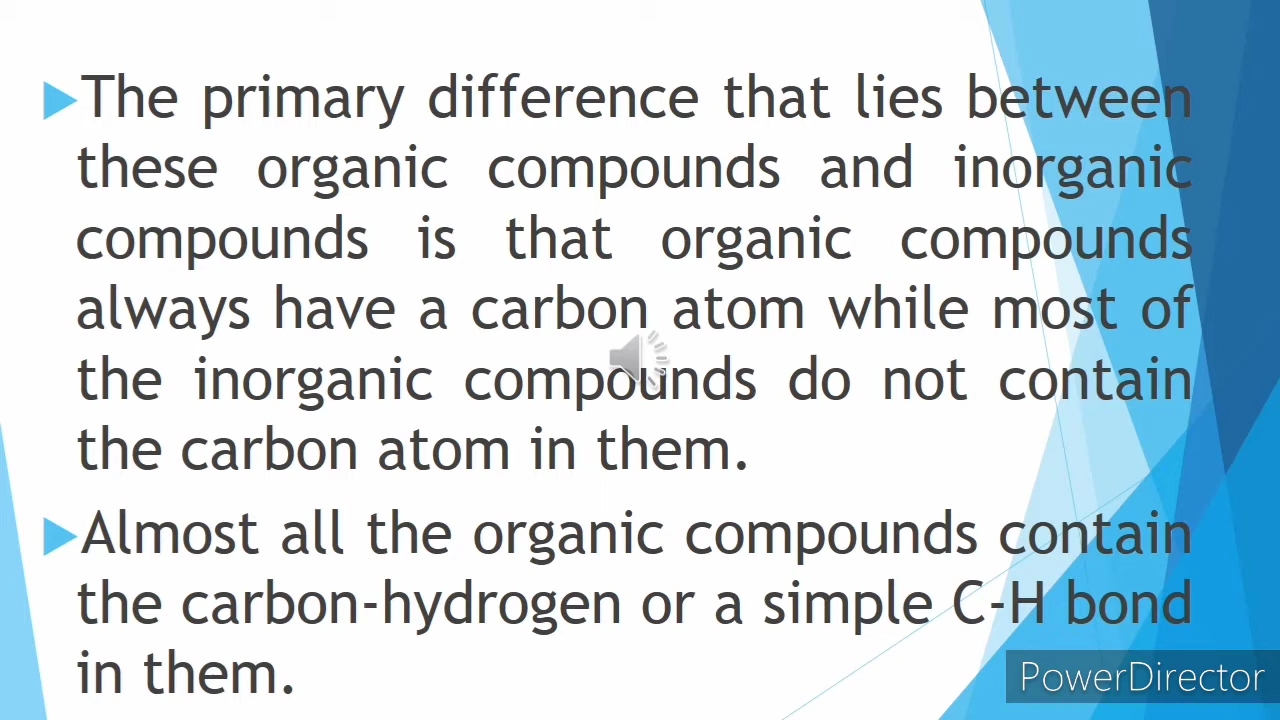 The primary difference that lies between
these organic compounds and inorganic
compounds is that organic compounds
always have a carbon atom while most of
the inorganic compounds do not contain
the carbon atom in them.
Almost all the organic compounds contain
the carbon-hydrogen or a simple C-H bond
in them.
PowerDirector